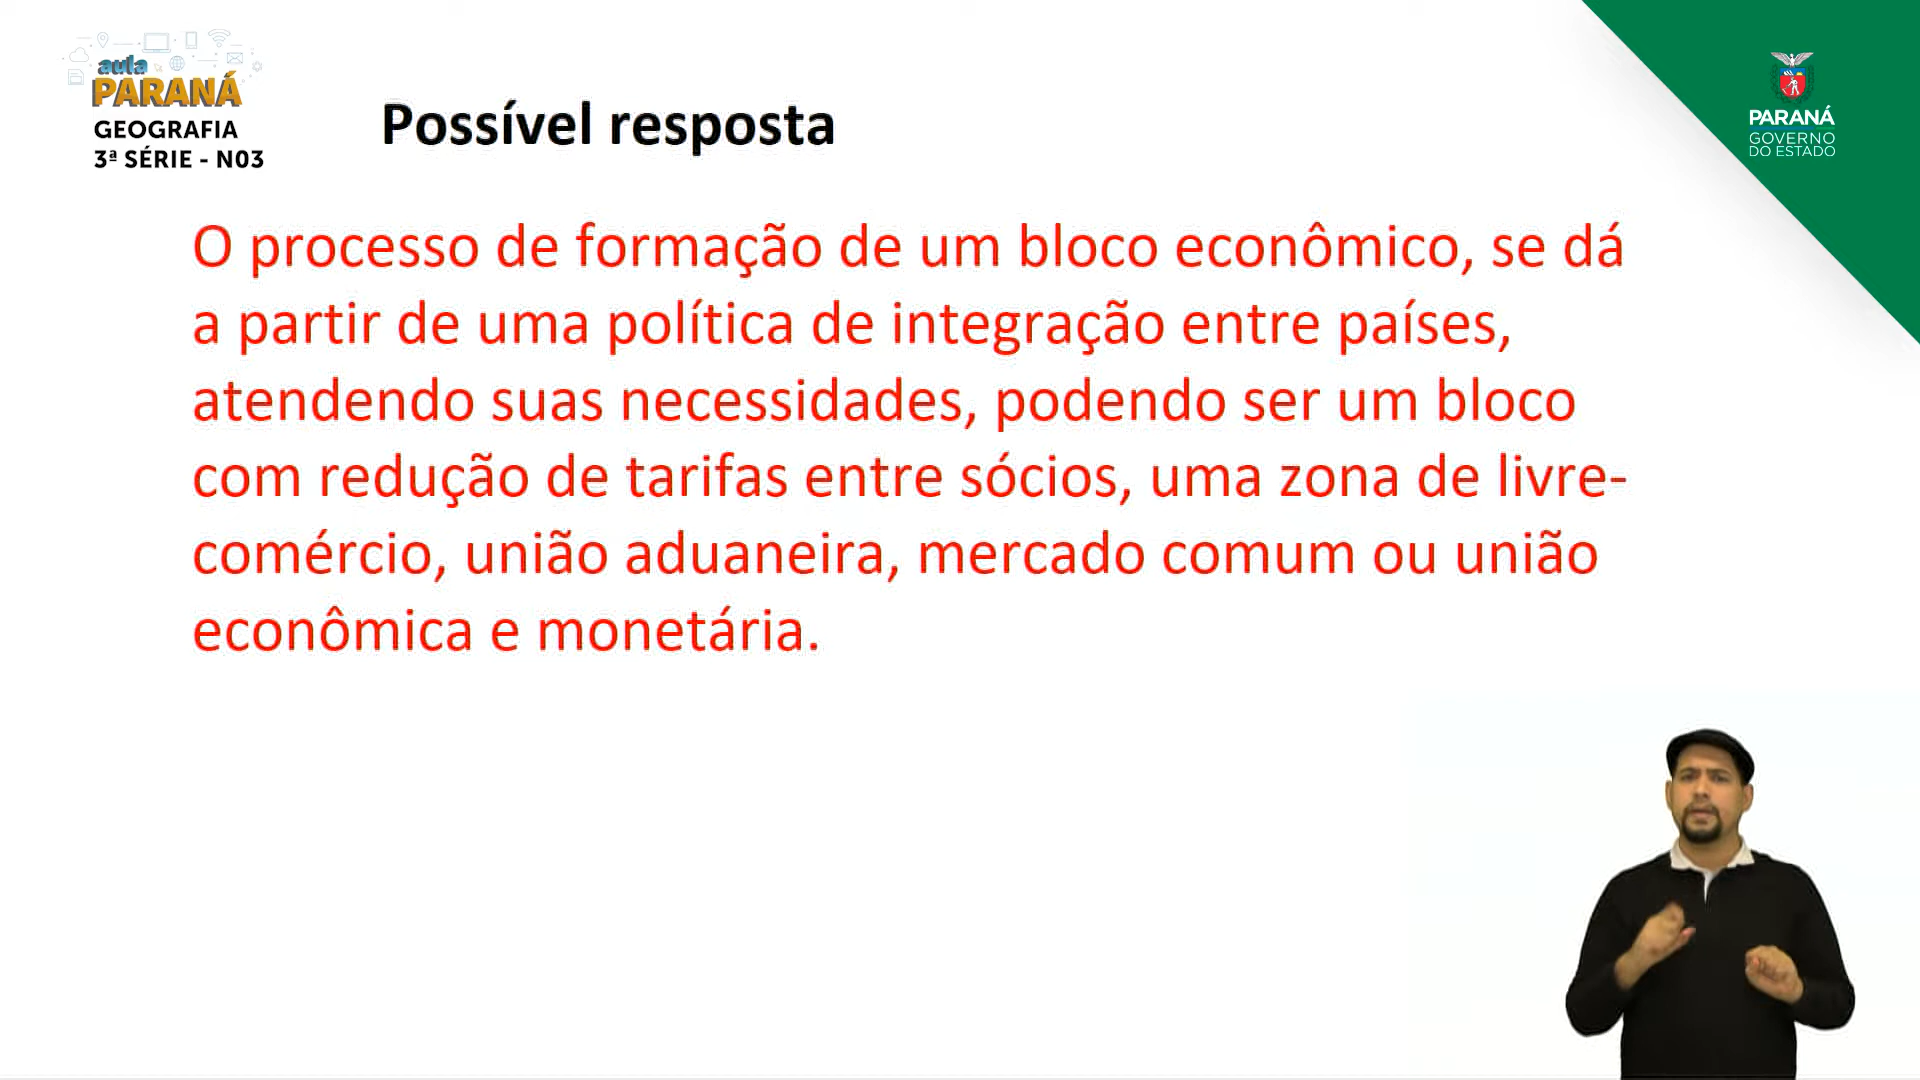 aula
PARANÁ
GEOGRAFIA
3ª SÉRIE - N03
Possível resposta
PARANÁ
GOVERNO
DO ESTADO
O processo de formação de um bloco econômico, se dá
a partir de uma política de integração entre países,
atendendo suas necessidades, podendo ser um bloco
com redução de tarifas entre sócios, uma zona de livre-
comércio, união aduaneira, mercado comum ou união
econômica e monetária.